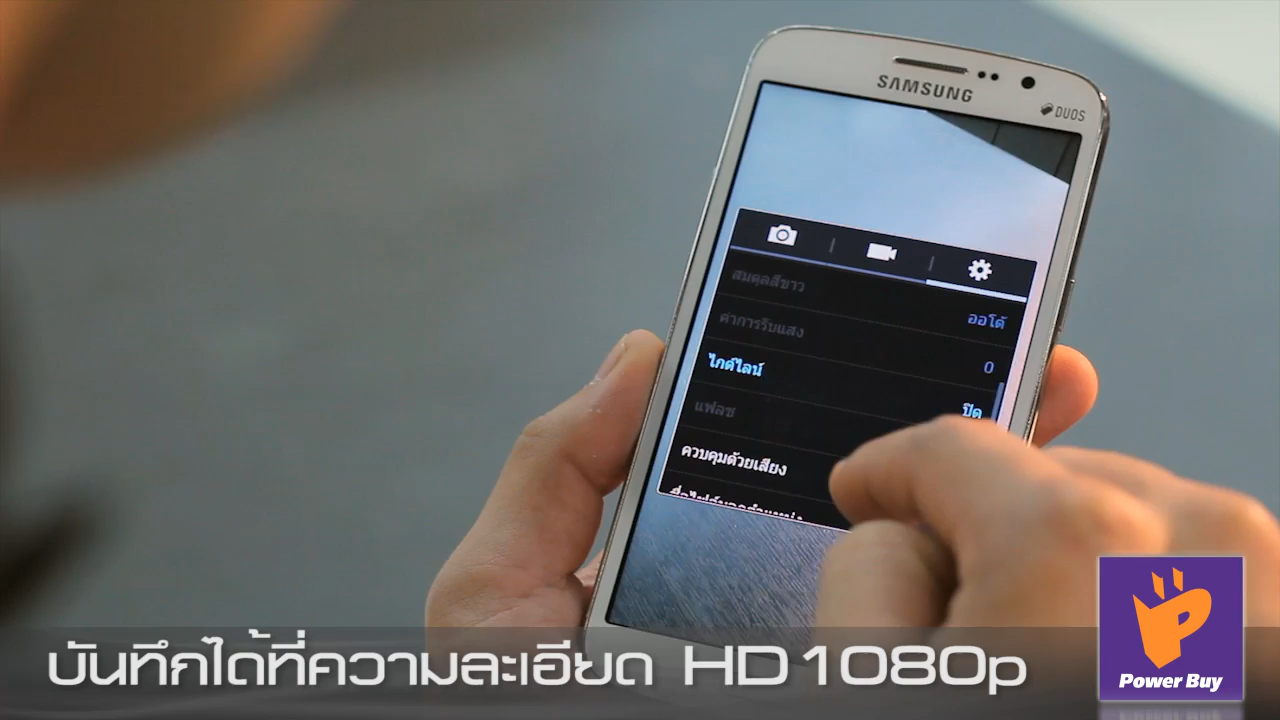 SAMSUNG
DUOS
สมดุลสีขาว
ออโต้
ค่าการรับแสง
0
ไกด์ไลน์
ปิด
แฟลช
ควบคุมด้วยเสียง
บันทึกได้ที่ความละเอียด HD1080p
Power Buy